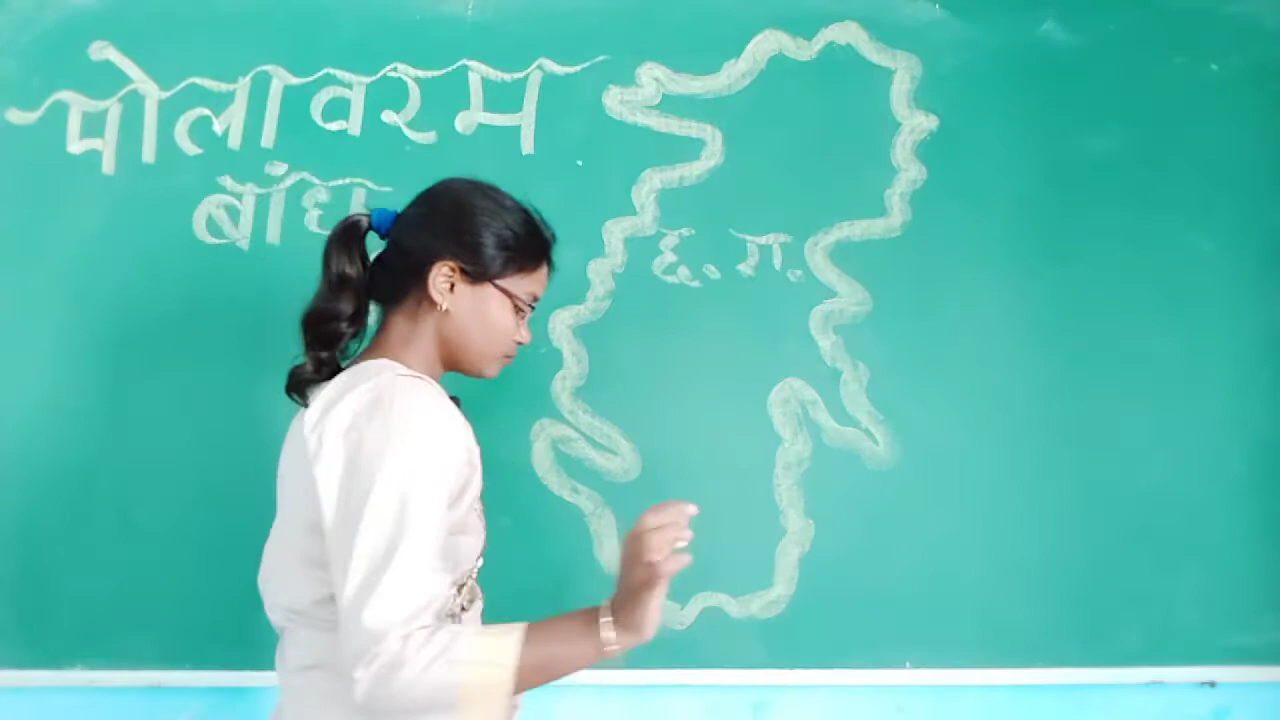 पोलावरम
बांध
छ. ग.